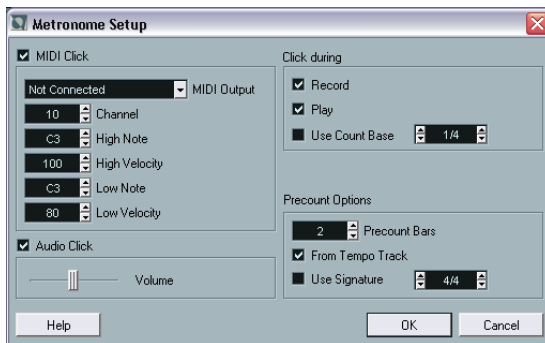 Metronome Setup
MIDI Click
Not Connected MIDI Output
10 Channel
C3 High Note
100 High Velocity
C3 Low Note
80 Low Velocity
Audio Click
Volume
Click during
Record
Play
Use Count Base 1/4
Precount Options
2 Precount Bars
From Tempo Track
Use Signature 4/4
Help
OK
Cancel